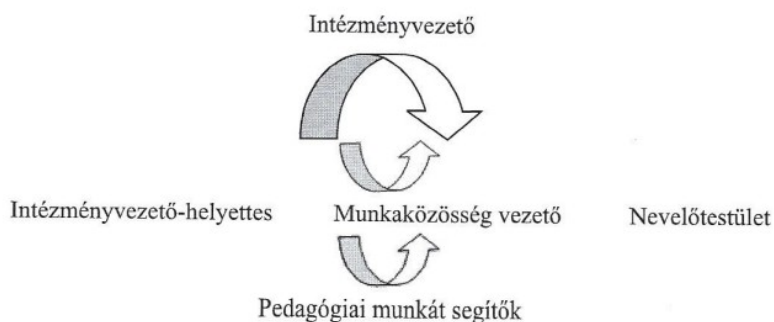 Intézményvezető
Intézményvezető-helyettes Munkaközösség vezető Nevelőtestület
Pedagógiai munkát segítők